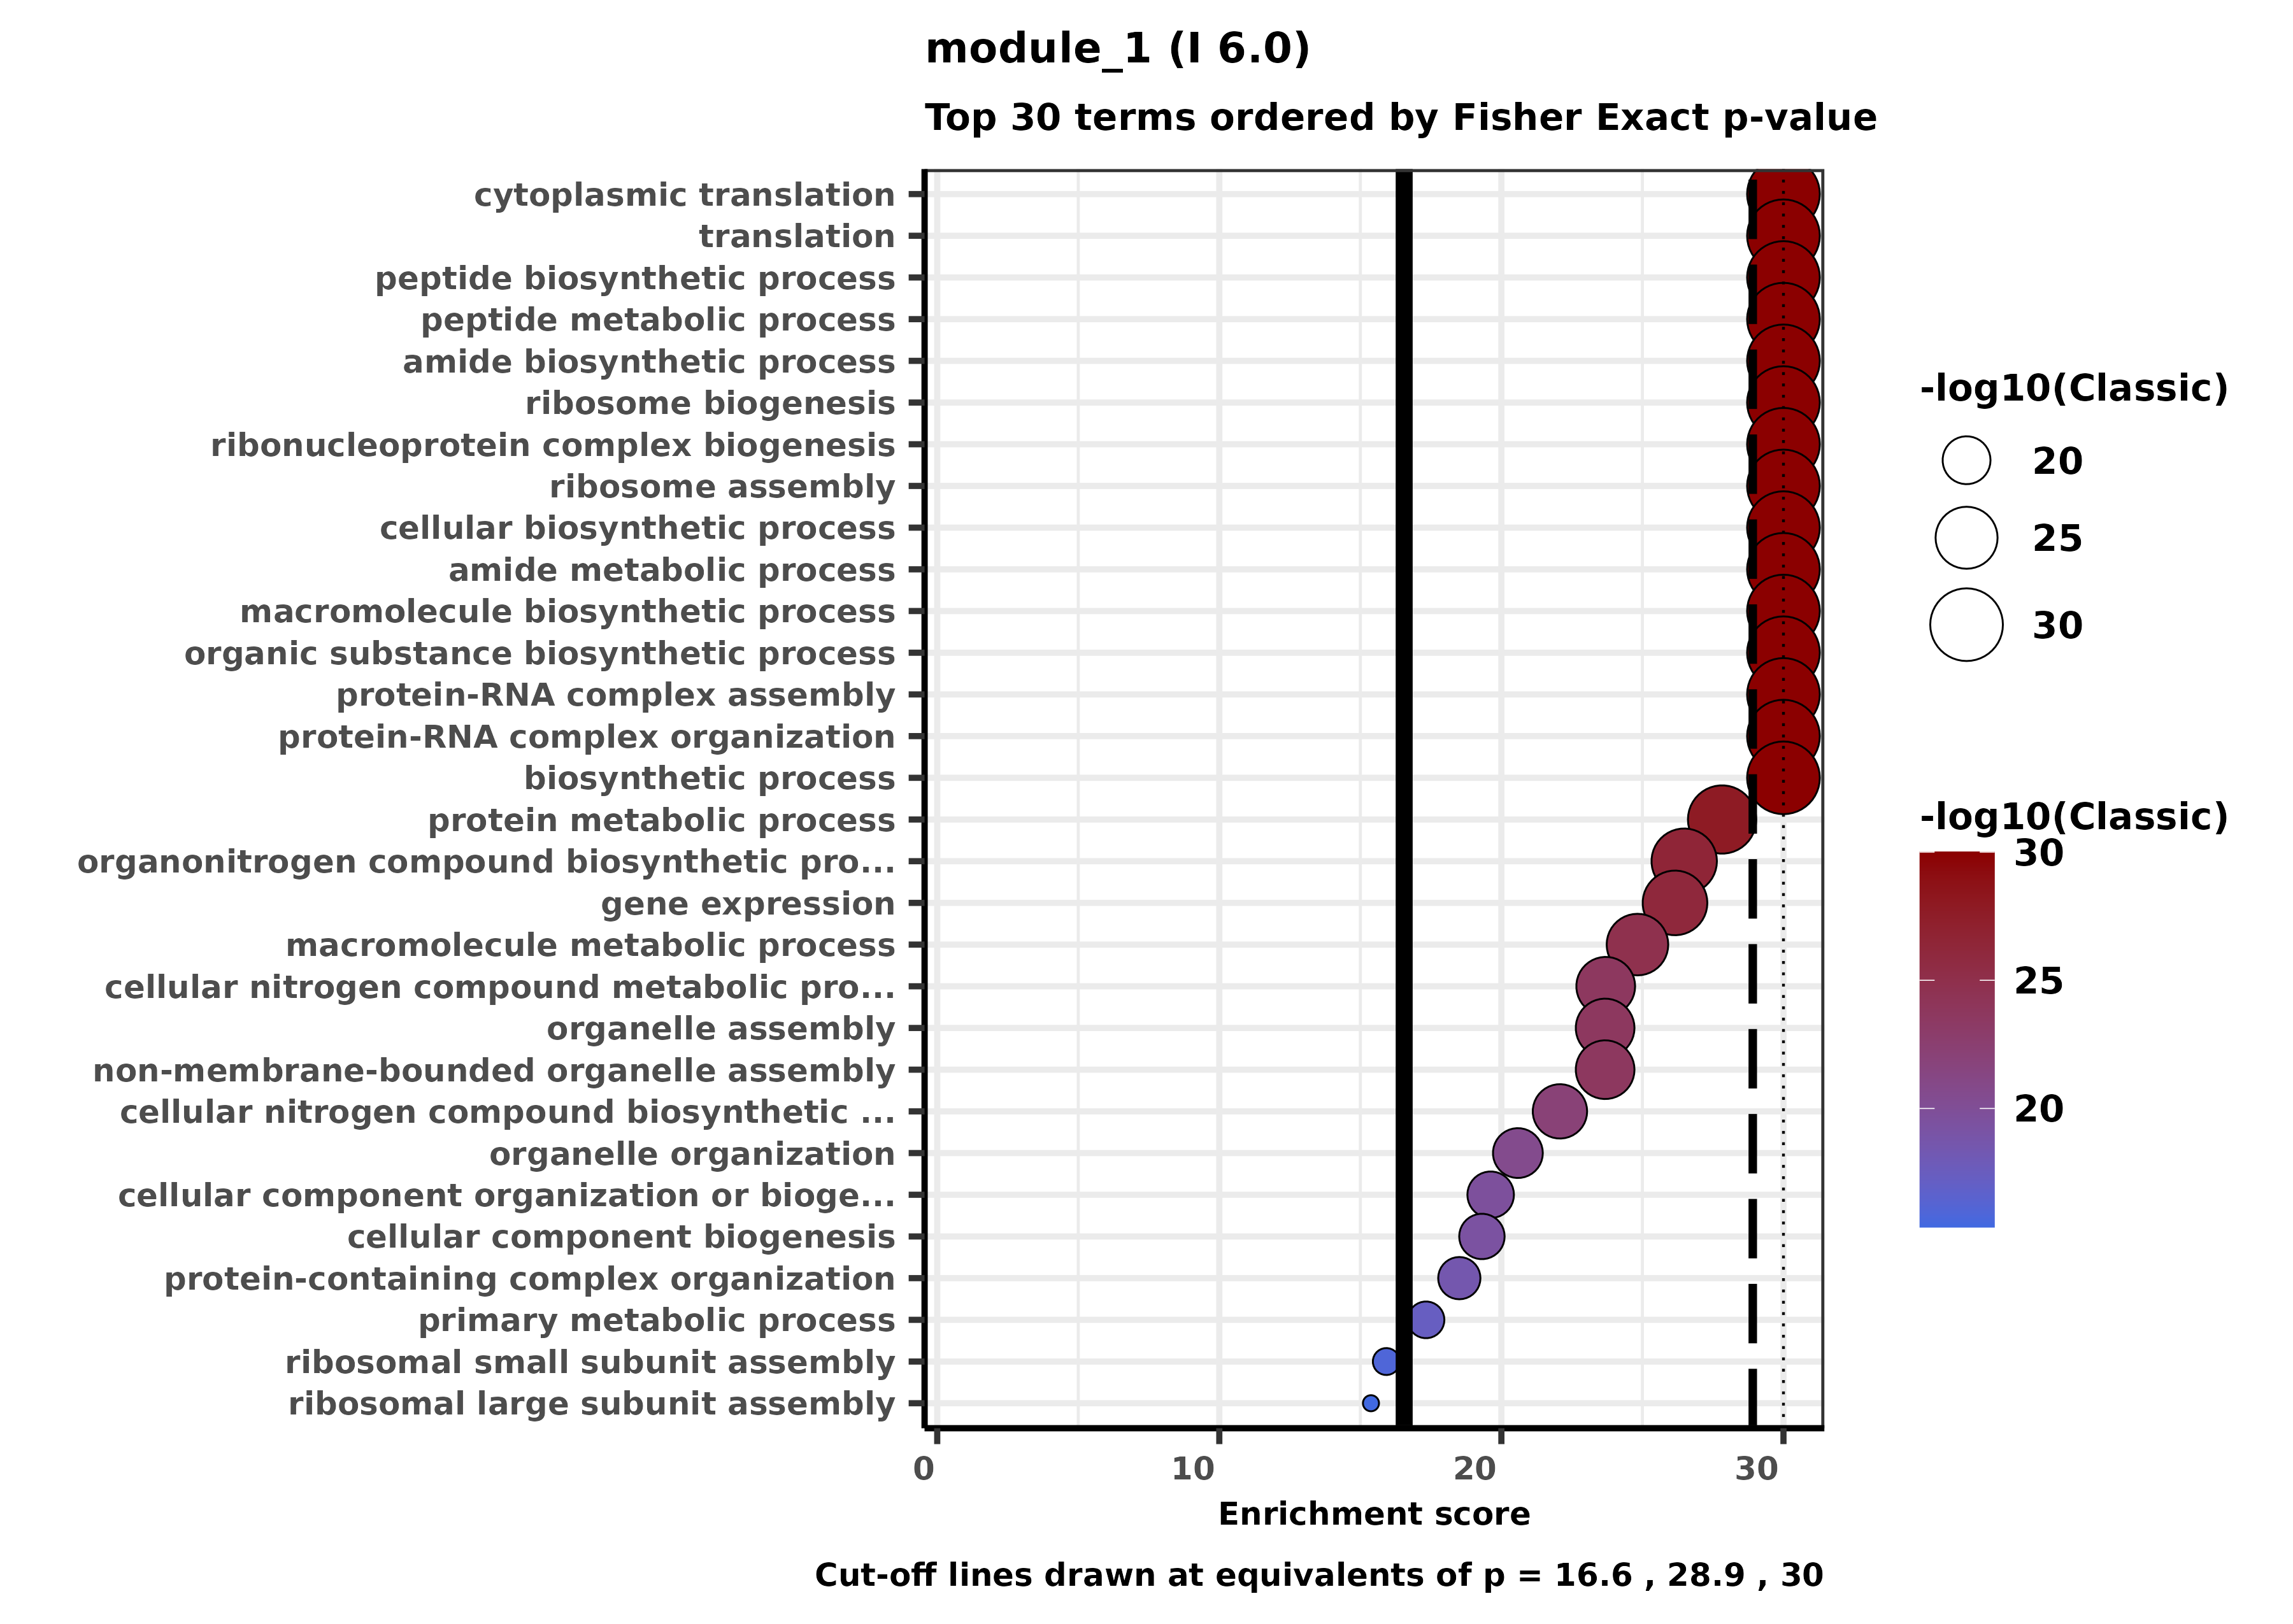 module_1 (I 6.0)
Top 30 terms ordered by Fisher Exact p-value
cytoplasmic translation
translation
peptide biosynthetic process
peptide metabolic process
amide biosynthetic process
ribosome biogenesis
ribonucleoprotein complex biogenesis
ribosome assembly
cellular biosynthetic process
amide metabolic process
macromolecule biosynthetic process
organic substance biosynthetic process
protein-RNA complex assembly
protein-RNA complex organization
biosynthetic process
protein metabolic process
organonitrogen compound biosynthetic pro...
gene expression
macromolecule metabolic process
cellular nitrogen compound metabolic pro...
organelle assembly
non-membrane-bounded organelle assembly
cellular nitrogen compound biosynthetic ...
organelle organization
cellular component organization or bioge...
cellular component biogenesis
protein-containing complex organization
primary metabolic process
ribosomal small subunit assembly
ribosomal large subunit assembly
0 10 20 30
Enrichment score
Cut-off lines drawn at equivalents of p = 16.6 , 28.9 , 30
-log10(Classic)
20
25
30
-log10(Classic)
30
25
20